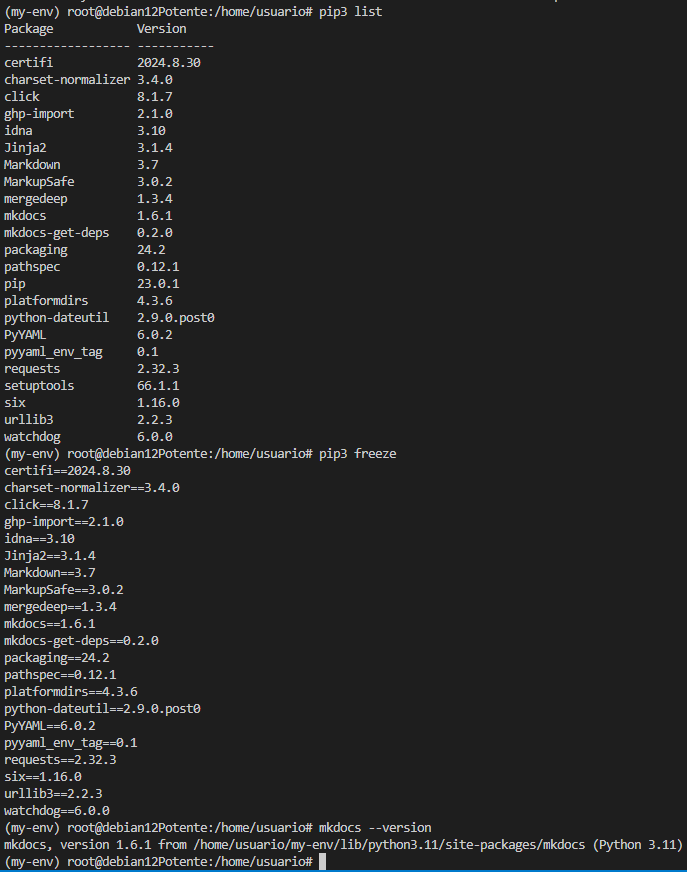 (my-env) root@debian12Potente:/home/usuario# pip3 list
Package            Version
------------------ -----------
certifi            2024.8.30
charset-normalizer 3.4.0
click              8.1.7
ghp-import         2.1.0
idna               3.10
Jinja2             3.1.4
Markdown           3.7
MarkupSafe         3.0.2
mergedeep          1.3.4
mkdocs             1.6.1
mkdocs-get-deps    0.2.0
packaging          24.2
pathspec           0.12.1
pip                23.0.1
platformdirs       4.3.6
python-dateutil    2.9.0.post0
PyYAML             6.0.2
pyyaml_env_tag     0.1
requests           2.32.3
setuptools         66.1.1
six                1.16.0
urllib3            2.2.3
watchdog           6.0.0
(my-env) root@debian12Potente:/home/usuario# pip3 freeze
certifi==2024.8.30
charset-normalizer==3.4.0
click==8.1.7
ghp-import==2.1.0
idna==3.10
Jinja2==3.1.4
Markdown==3.7
MarkupSafe==3.0.2
mergedeep==1.3.4
mkdocs==1.6.1
mkdocs-get-deps==0.2.0
packaging==24.2
pathspec==0.12.1
platformdirs==4.3.6
python-dateutil==2.9.0.post0
PyYAML==6.0.2
pyyaml_env_tag==0.1
requests==2.32.3
six==1.16.0
urllib3==2.2.3
watchdog==6.0.0
(my-env) root@debian12Potente:/home/usuario# mkdocs --version
mkdocs, version 1.6.1 from /home/usuario/my-env/lib/python3.11/site-packages/mkdocs (Python 3.11)
(my-env) root@debian12Potente:/home/usuario#